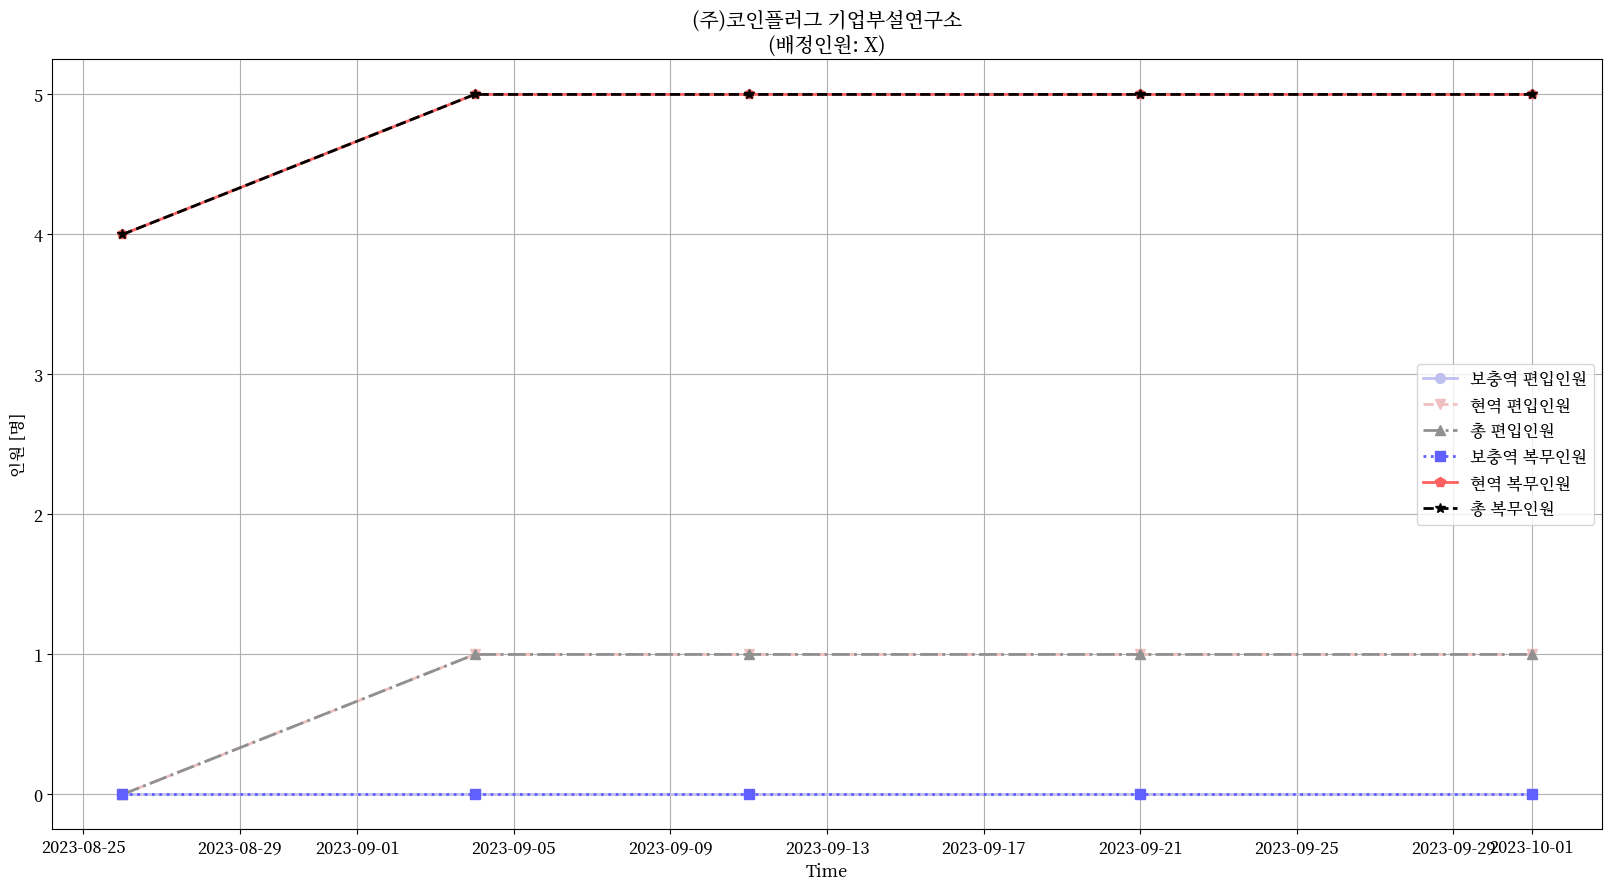 (주)코인플러그 기업부설연구소
(배정인원: X)
인원 [명]
5
4
3
2
1
0
보충역 편입인원
현역 편입인원
총 편입인원
보충역 복무인원
현역 복무인원
총 복무인원
2023-08-25
2023-08-29
2023-09-01
2023-09-05
2023-09-09
2023-09-13
2023-09-17
2023-09-21
2023-09-25
2023-09-29
2023-10-01
Time